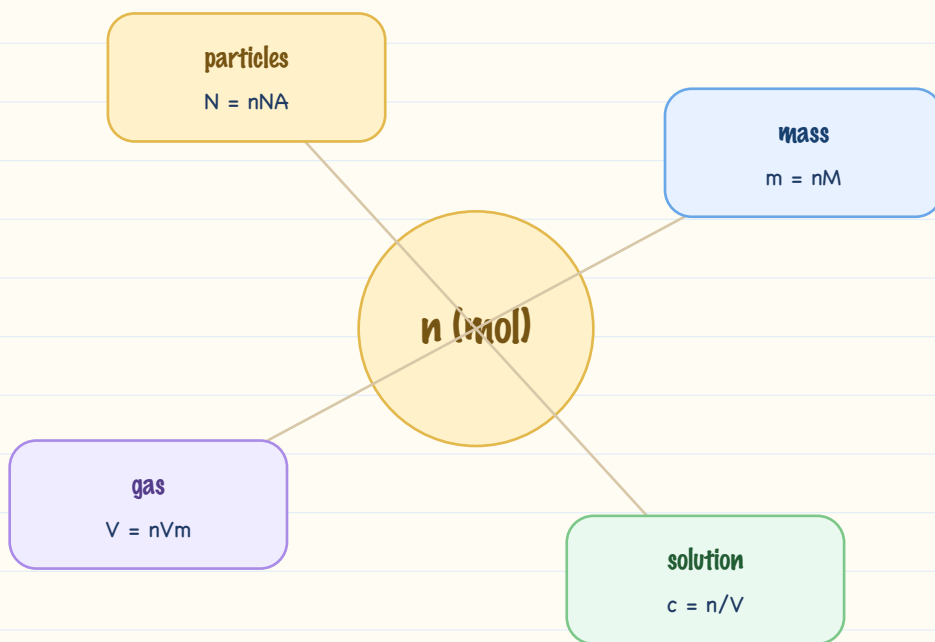 particles
N = nNA
mass
m = nM
n (mol)
gas
V = nVm
solution
c = n/V